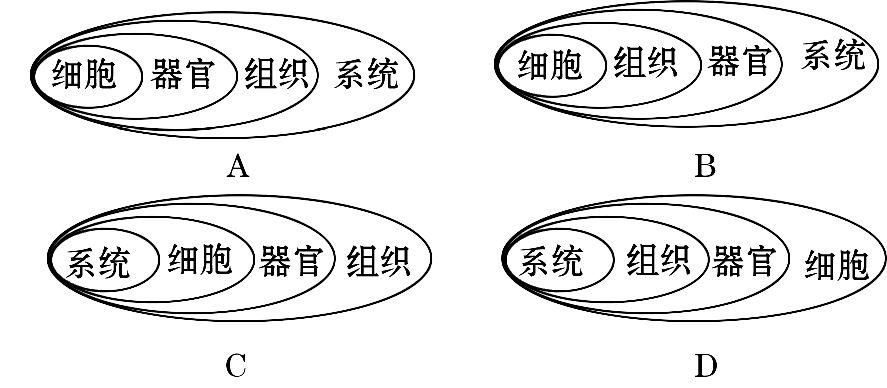 细胞 器官 组织 系统
细胞 组织 器官 系统
A
B
系统 细胞 器官 组织
系统 组织 器官 细胞
C
D